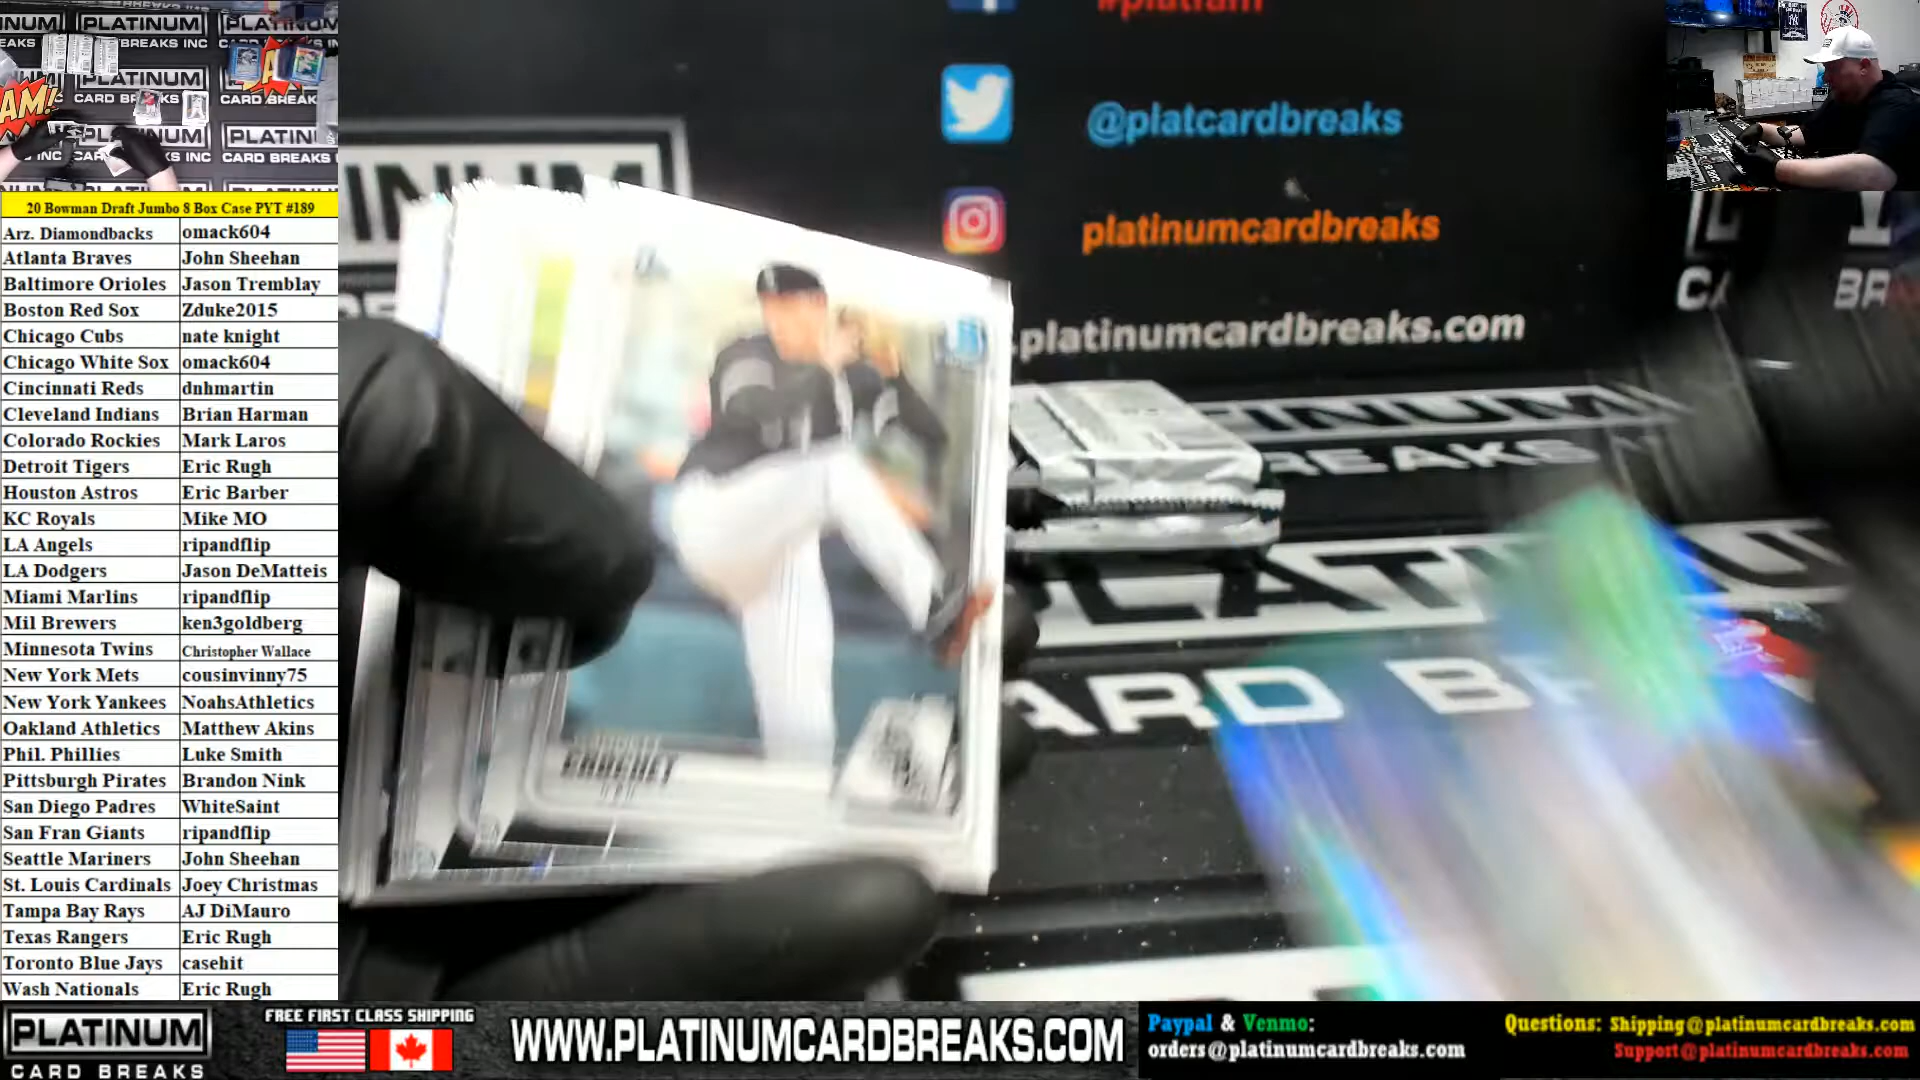 PLATINUM PLATINUM
CARD BREAKS INC
AM!
20 Bowman Draft Jumbo 8 Box Case PYT #189
Arz. Diamondbacks omack604
Atlanta Braves John Sheehan
Baltimore Orioles Jason Tremblay
Boston Red Sox Zduke2015
Chicago Cubs nate knight
Chicago White Sox omack604
Cincinnati Reds dnhmartin
Cleveland Indians Brian Harman
Colorado Rockies Mark Laros
Detroit Tigers Eric Rugh
Houston Astros Eric Barber
KC Royals Mike MO
LA Angels ripandflip
LA Dodgers Jason DeMatteis
Miami Marlins ripandflip
Mil Brewers ken3goldberg
Minnesota Twins Christopher Wallace
New York Mets cousinvinny75
New York Yankees NoahsAthletics
Oakland Athletics Matthew Akins
Phil. Phillies Luke Smith
Pittsburgh Pirates Brandon Nink
San Diego Padres WhiteSaint
San Fran Giants ripandflip
Seattle Mariners John Sheehan
St. Louis Cardinals Joey Christmas
Tampa Bay Rays AJ DiMauro
Texas Rangers Eric Rugh
Toronto Blue Jays casehit
Wash Nationals Eric Rugh
@platcardbreaks
platinumcardbreaks
.platinumcardbreaks.com
PLATINUM
CARD BREAKS
FREE FIRST CLASS SHIPPING
WWW.PLATINUMCARDBREAKS.COM
Paypal & Venmo:
orders@platinumcardbreaks.com
Questions: Shipping@platinumcardbreaks.com
Support@platinumcardbreaks.com